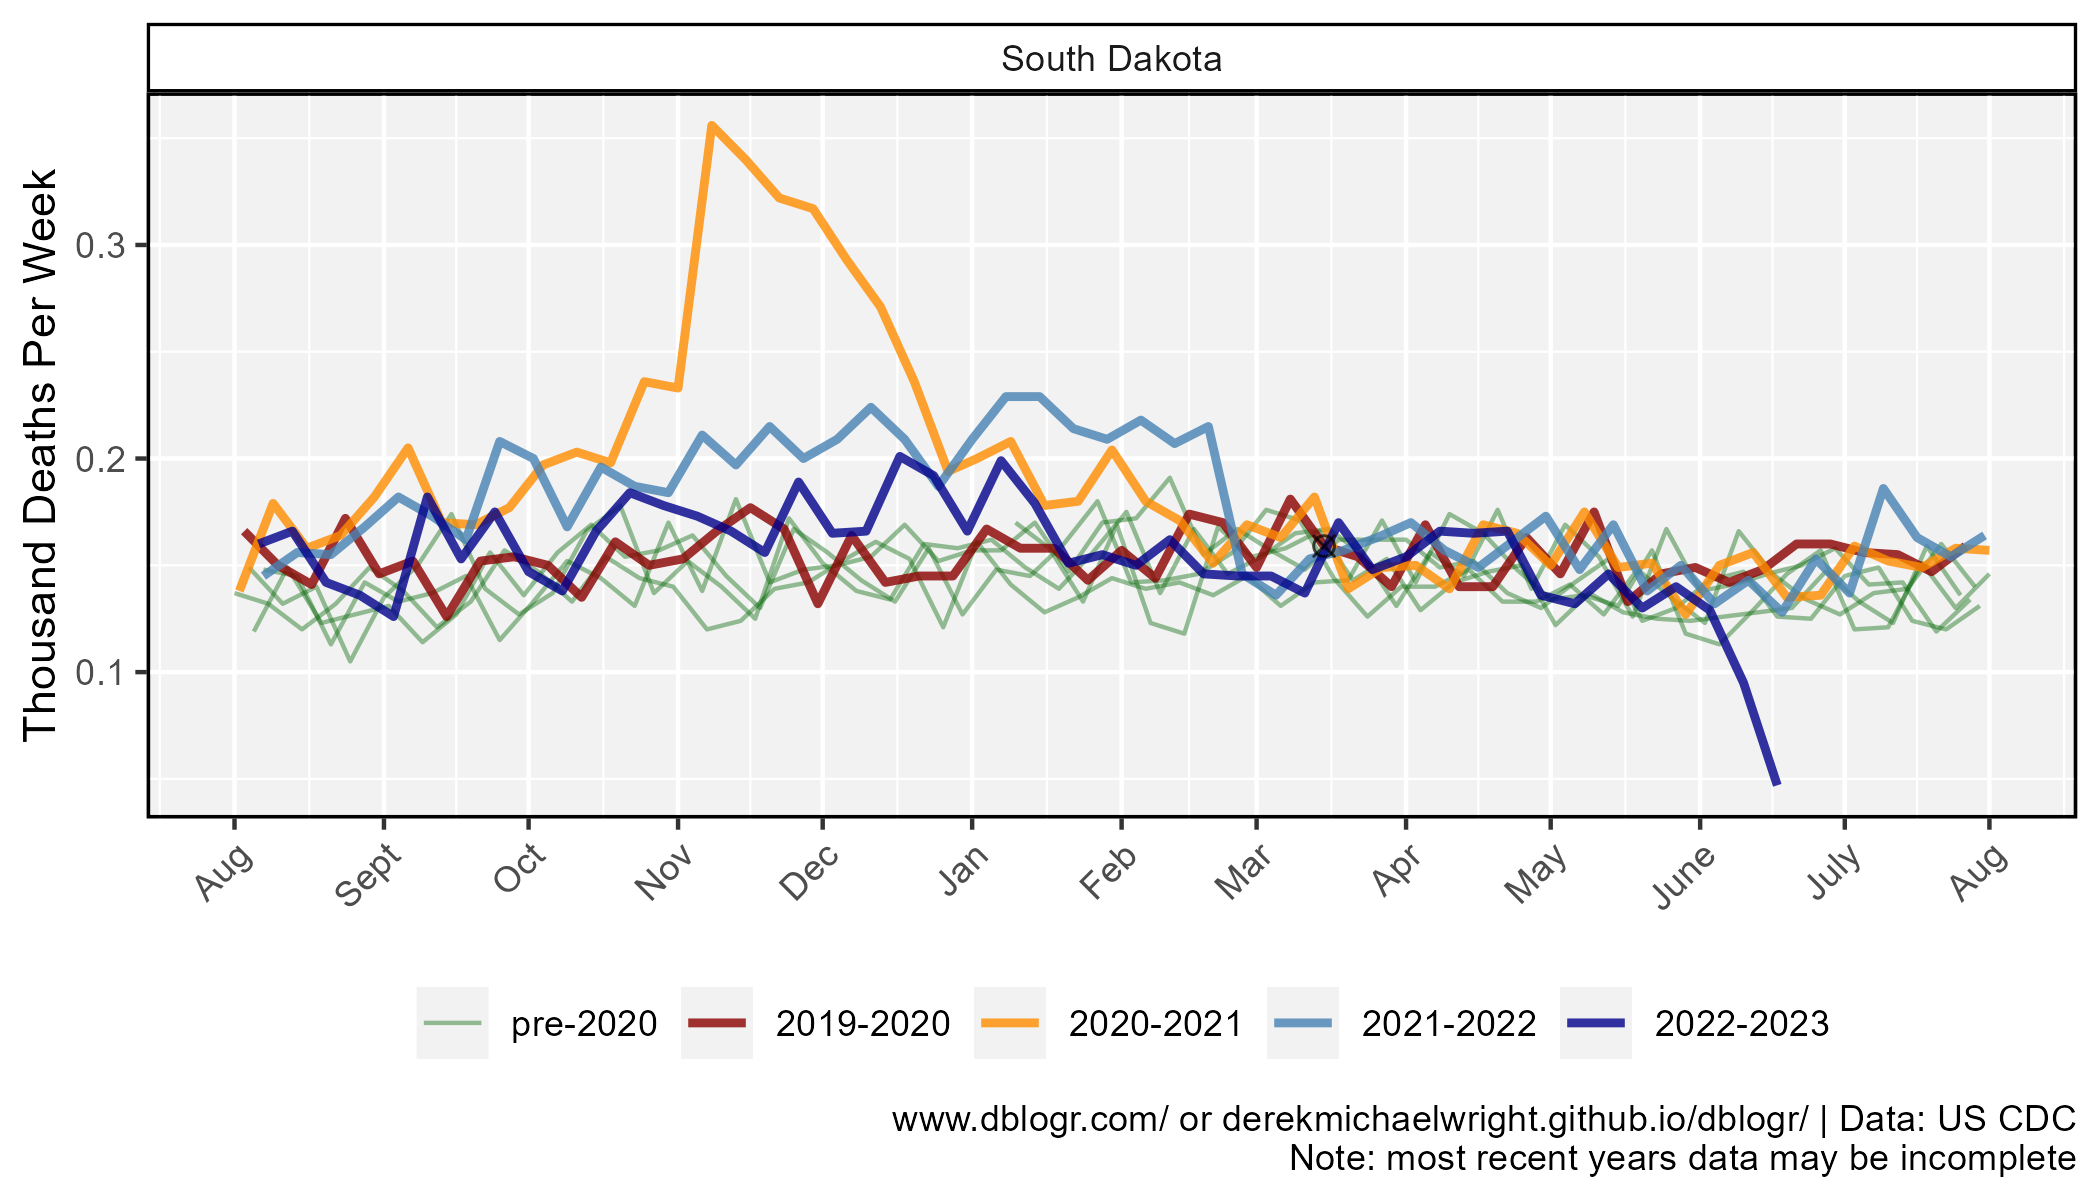 South Dakota
Thousand Deaths Per Week
0.3
0.2
0.1
Aug
Sept
Oct
Nov
Dec
Jan
Feb
Mar
Apr
May
June
July
Aug
pre-2020
2019-2020
2020-2021
2021-2022
2022-2023
www.dblogr.com/ or derekmichaelwright.github.io/dblogr/ | Data: US CDC
Note: most recent years data may be incomplete